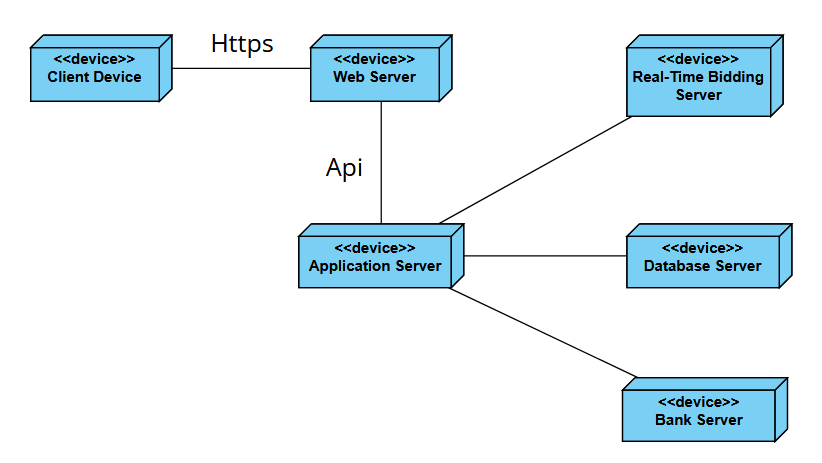 <<device>>
Client Device
Https
<<device>>
Web Server
<<device>>
Real-Time Bidding
Server
Api
<<device>>
Application Server
<<device>>
Database Server
<<device>>
Bank Server